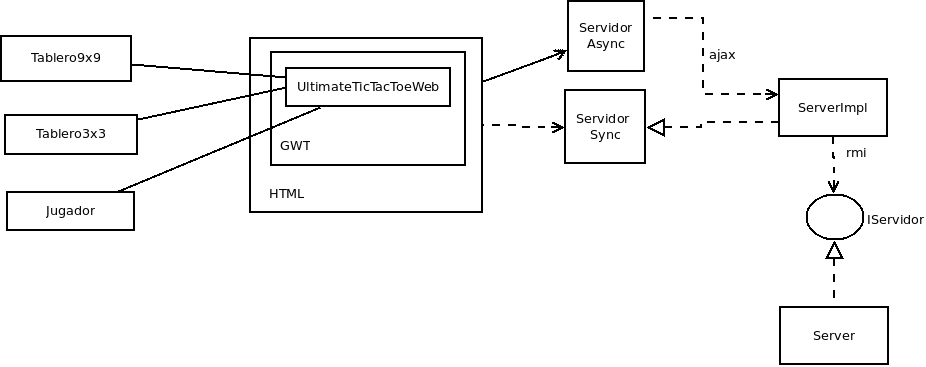 Tablero9x9
Tablero3x3
Jugador
UltimateTicTacToeWeb
GWT
HTML
Servidor
Async
Servidor
Sync
ajax
ServerImpl
rmi
IServidor
Server